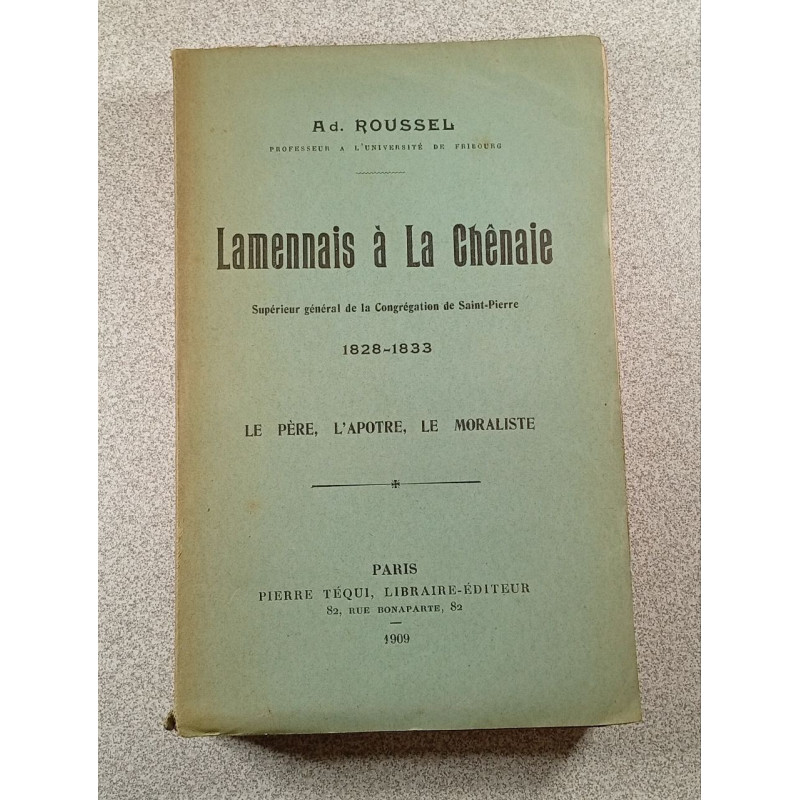 Ad. ROUSSEL
PROFESSEUR A L'UNIVERSITÉ DE FRIBOURG
Lamennais à La Chênaie
Supérieur général de la Congrégation de Saint-Pierre
1828-1833
LE PÈRE, L'APOTRE, LE MORALISTE
PARIS
PIERRE TÉQUI, LIBRAIRE-ÉDITEUR
82, RUE BONAPARTE, 82
1909